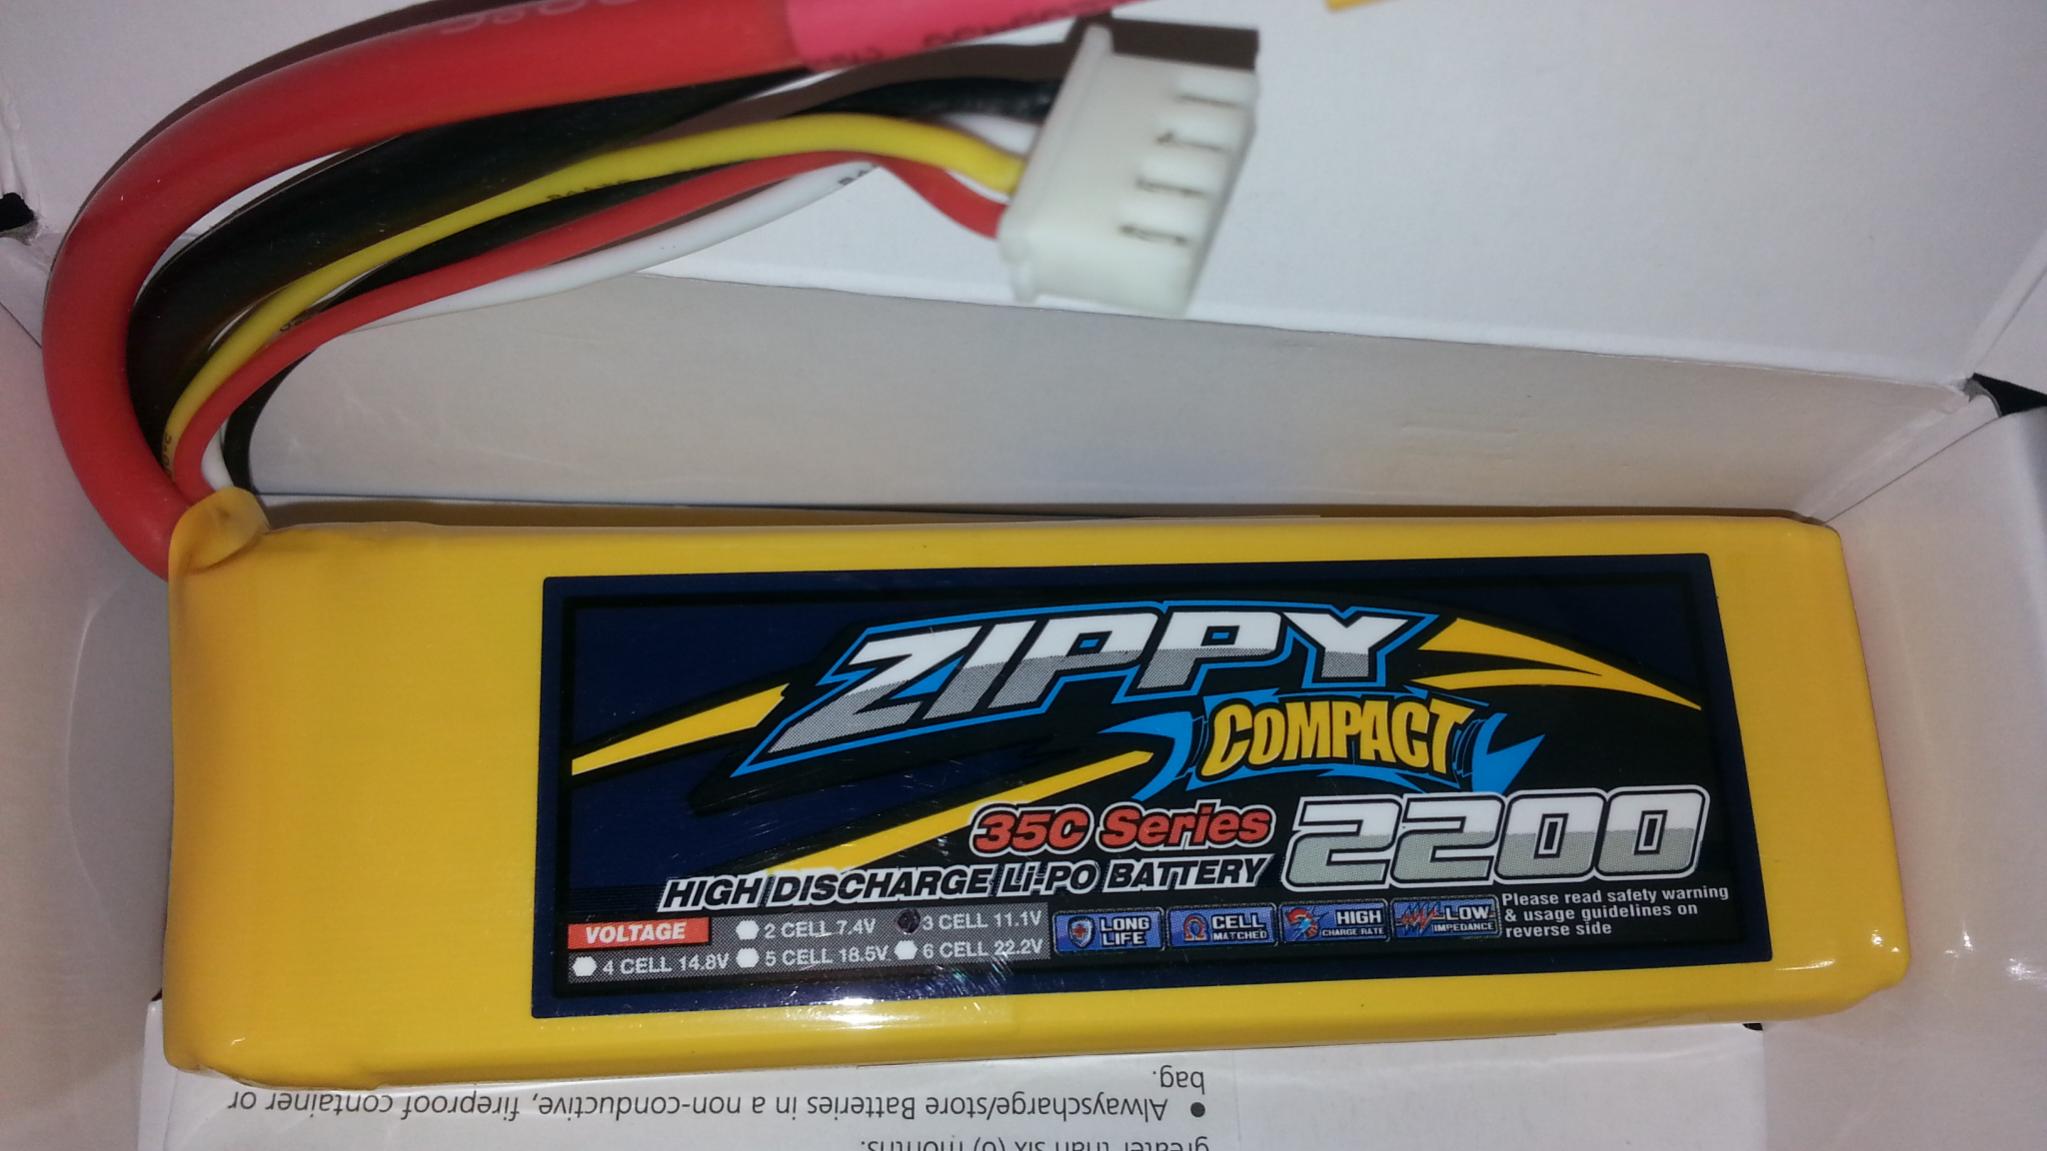 ZIPPY
COMPACT
35C Series 2200
HIGH DISCHARGE Li-PO BATTERY
VOLTAGE
2 CELL 7.4V
3 CELL 11.1V
4 CELL 14.8V
5 CELL 18.5V
6 CELL 22.2V
LONG
LIFE
CELL
MATCHED
HIGH
CHARGE RATE
LOW
IMPEDANCE
Please read safety warning
& usage guidelines on
reverse side
greater than six (6) months.
• Alwayscharge/store Batteries in a non-conductive, fireproof container or
bag.